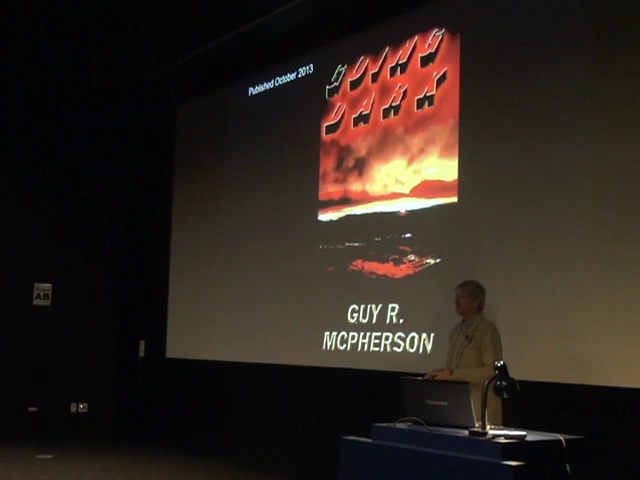 Published October 2013
GOING
DARK
GUY R.
MCPHERSON
AB